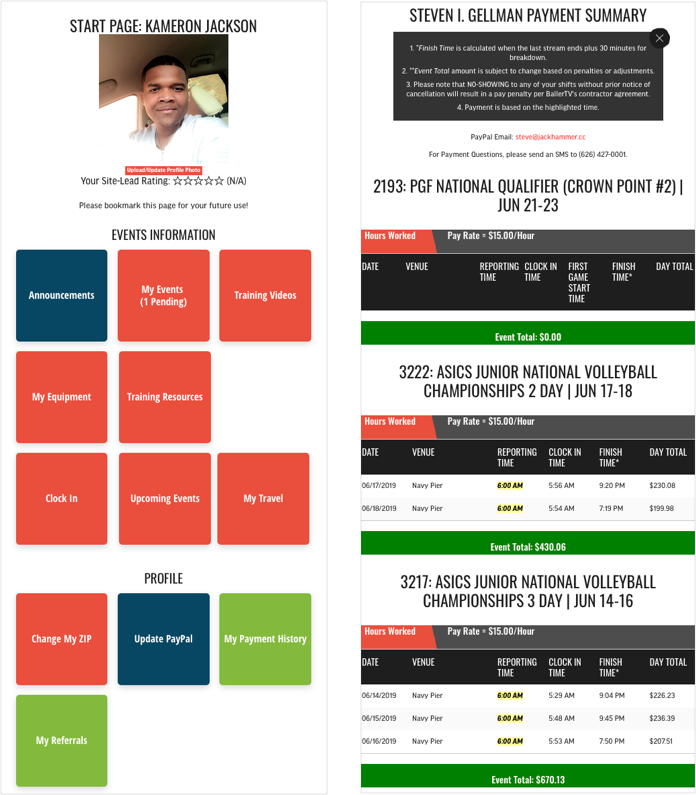 START PAGE: KAMERON JACKSON
Upload/Update Profile Photo
Your Site-Lead Rating: ☆☆☆☆☆ (N/A)
Please bookmark this page for your future use!
EVENTS INFORMATION
Announcements
My Events
(1 Pending)
Training Videos
My Equipment
Training Resources
Clock In
Upcoming Events
My Travel
PROFILE
Change My ZIP
Update PayPal
My Payment History
My Referrals
STEVEN I. GELLMAN PAYMENT SUMMARY
1. *Finish Time is calculated when the last stream ends plus 30 minutes for
breakdown.
2. **Event Total amount is subject to change based on penalties or adjustments.
3. Please note that NO-SHOWING to any of your shifts without prior notice of
cancellation will result in a pay penalty per BallerTV's contractor agreement.
4. Payment is based on the highlighted time.
PayPal Email: steve@jackhammer.cc
For Payment Questions, please send an SMS to (626) 427-0001.
2193: PGF NATIONAL QUALIFIER (CROWN POINT #2) |
JUN 21-23
Hours Worked Pay Rate = $15.00/Hour
DATE VENUE REPORTING TIME CLOCK IN TIME FIRST GAME START TIME FINISH TIME* DAY TOTAL
Event Total: $0.00
3222: ASICS JUNIOR NATIONAL VOLLEYBALL
CHAMPIONSHIPS 2 DAY | JUN 17-18
Hours Worked Pay Rate = $15.00/Hour
DATE VENUE REPORTING TIME CLOCK IN TIME FINISH TIME* DAY TOTAL
06/17/2019 Navy Pier 6:00 AM 5:56 AM 9:20 PM $230.08
06/18/2019 Navy Pier 6:00 AM 5:54 AM 7:19 PM $199.98
Event Total: $430.06
3217: ASICS JUNIOR NATIONAL VOLLEYBALL
CHAMPIONSHIPS 3 DAY | JUN 14-16
Hours Worked Pay Rate = $15.00/Hour
DATE VENUE REPORTING TIME CLOCK IN TIME FINISH TIME* DAY TOTAL
06/14/2019 Navy Pier 6:00 AM 5:29 AM 9:04 PM $226.23
06/15/2019 Navy Pier 6:00 AM 5:48 AM 9:45 PM $236.39
06/16/2019 Navy Pier 6:00 AM 5:53 AM 7:50 PM $207.51
Event Total: $670.13